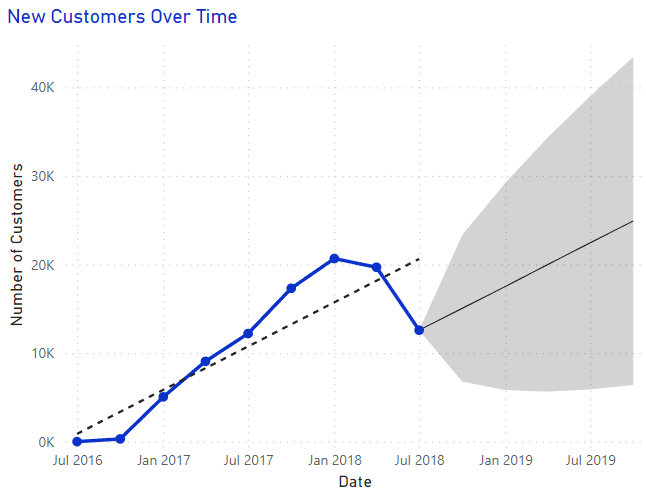 New Customers Over Time
Number of Customers
40K
30K
20K
10K
0K
Jul 2016 Jan 2017 Jul 2017 Jan 2018 Jul 2018 Jan 2019 Jul 2019
Date